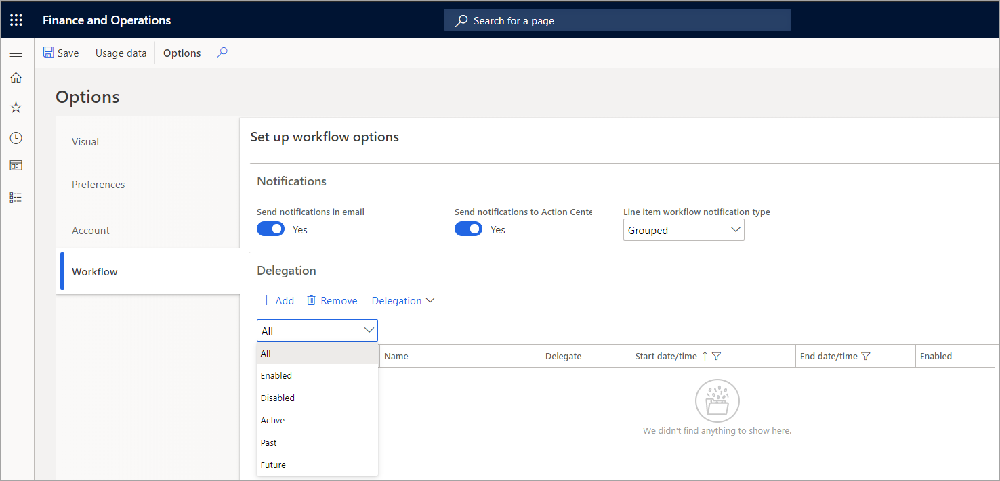 Finance and Operations
Search for a page
Save Usage data Options
Options
Visual
Preferences
Account
Workflow
Set up workflow options
Notifications
Send notifications in email Send notifications to Action Cente Line item workflow notification type
Yes Yes Grouped
Delegation
Add Remove Delegation
All
All
Enabled
Disabled
Active
Past
Future
Name Delegate Start date/time End date/time Enabled
We didn't find anything to show here.